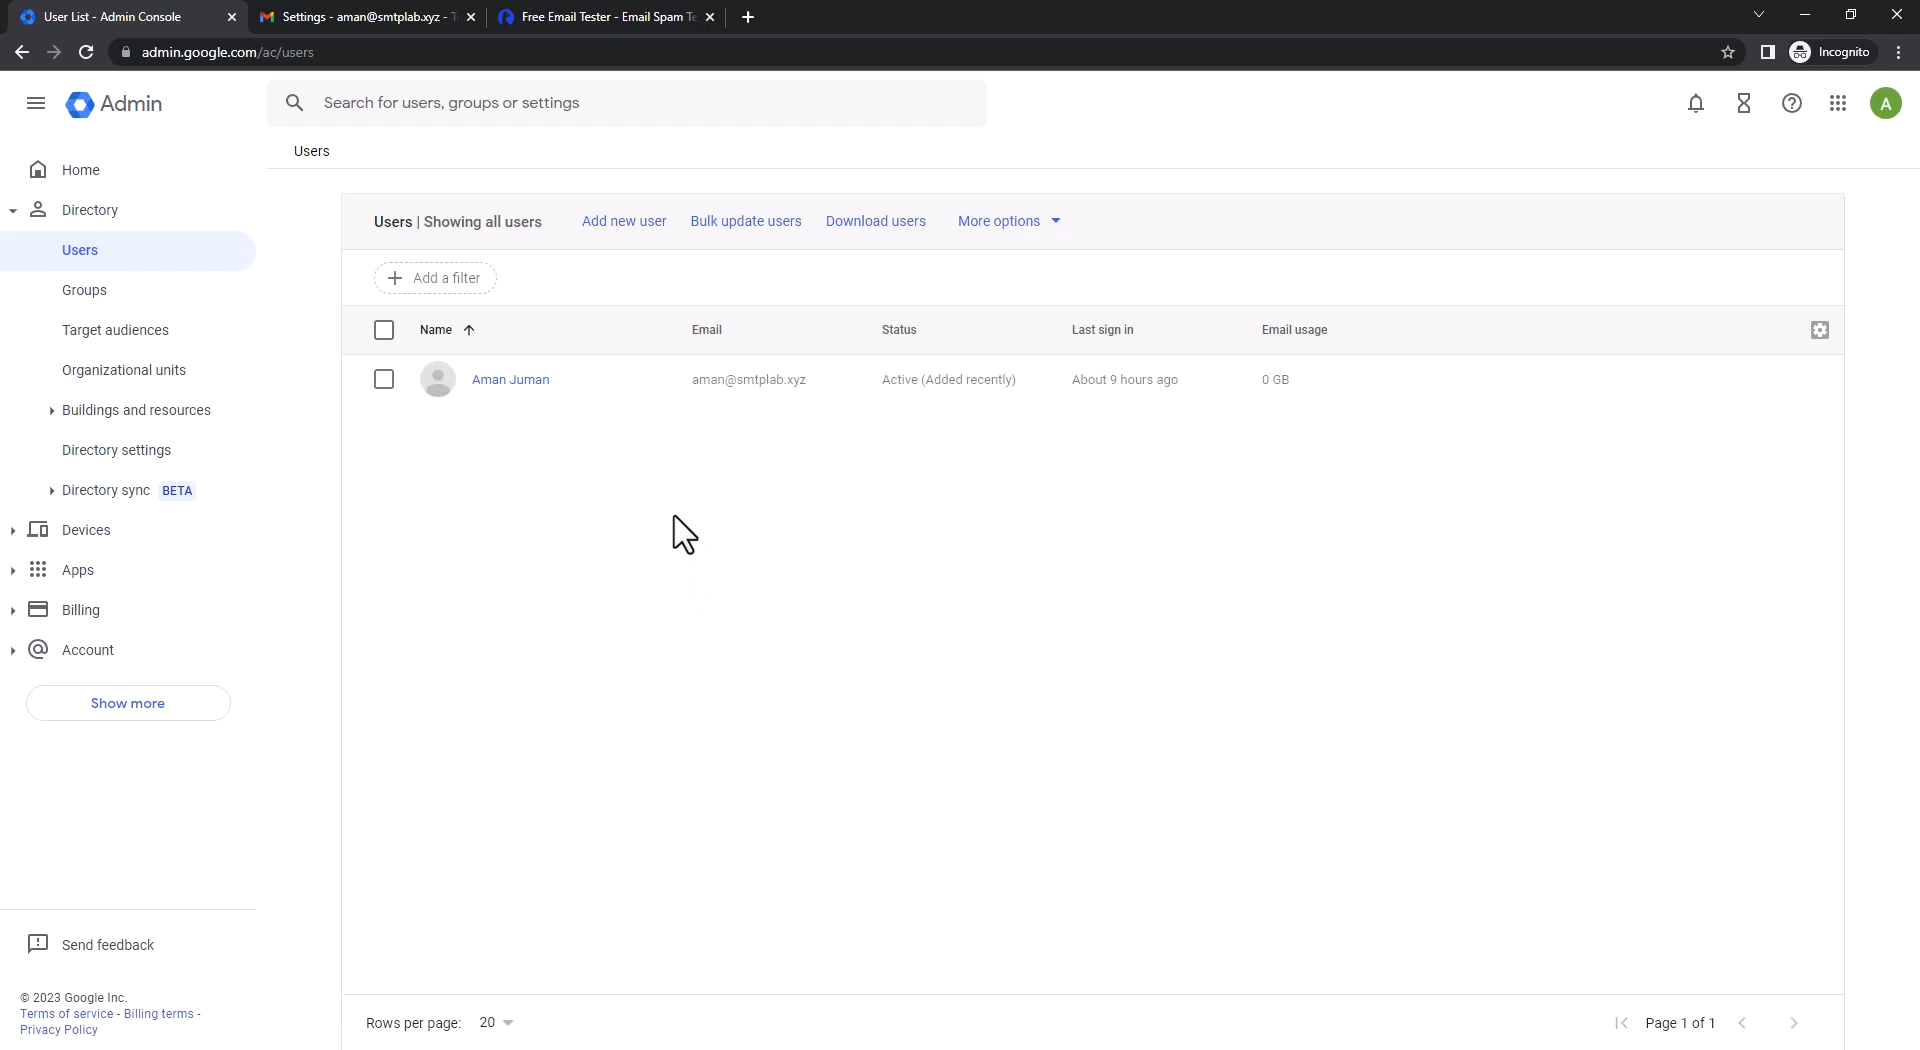 User List - Admin Console
Settings - aman@smtplab.xyz - T
Free Email Tester - Email Spam Te
admin.google.com/ac/users
Incognito
Admin
Search for users, groups or settings
A
Users
Home
Directory
Users
Groups
Target audiences
Organizational units
Buildings and resources
Directory settings
Directory sync BETA
Devices
Apps
Billing
Account
Show more
Send feedback
© 2023 Google Inc.
Terms of service - Billing terms -
Privacy Policy
Users | Showing all users Add new user Bulk update users Download users More options
Add a filter
Name Email Status Last sign in Email usage
Aman Juman aman@smtplab.xyz Active (Added recently) About 9 hours ago 0 GB
Rows per page: 20 Page 1 of 1